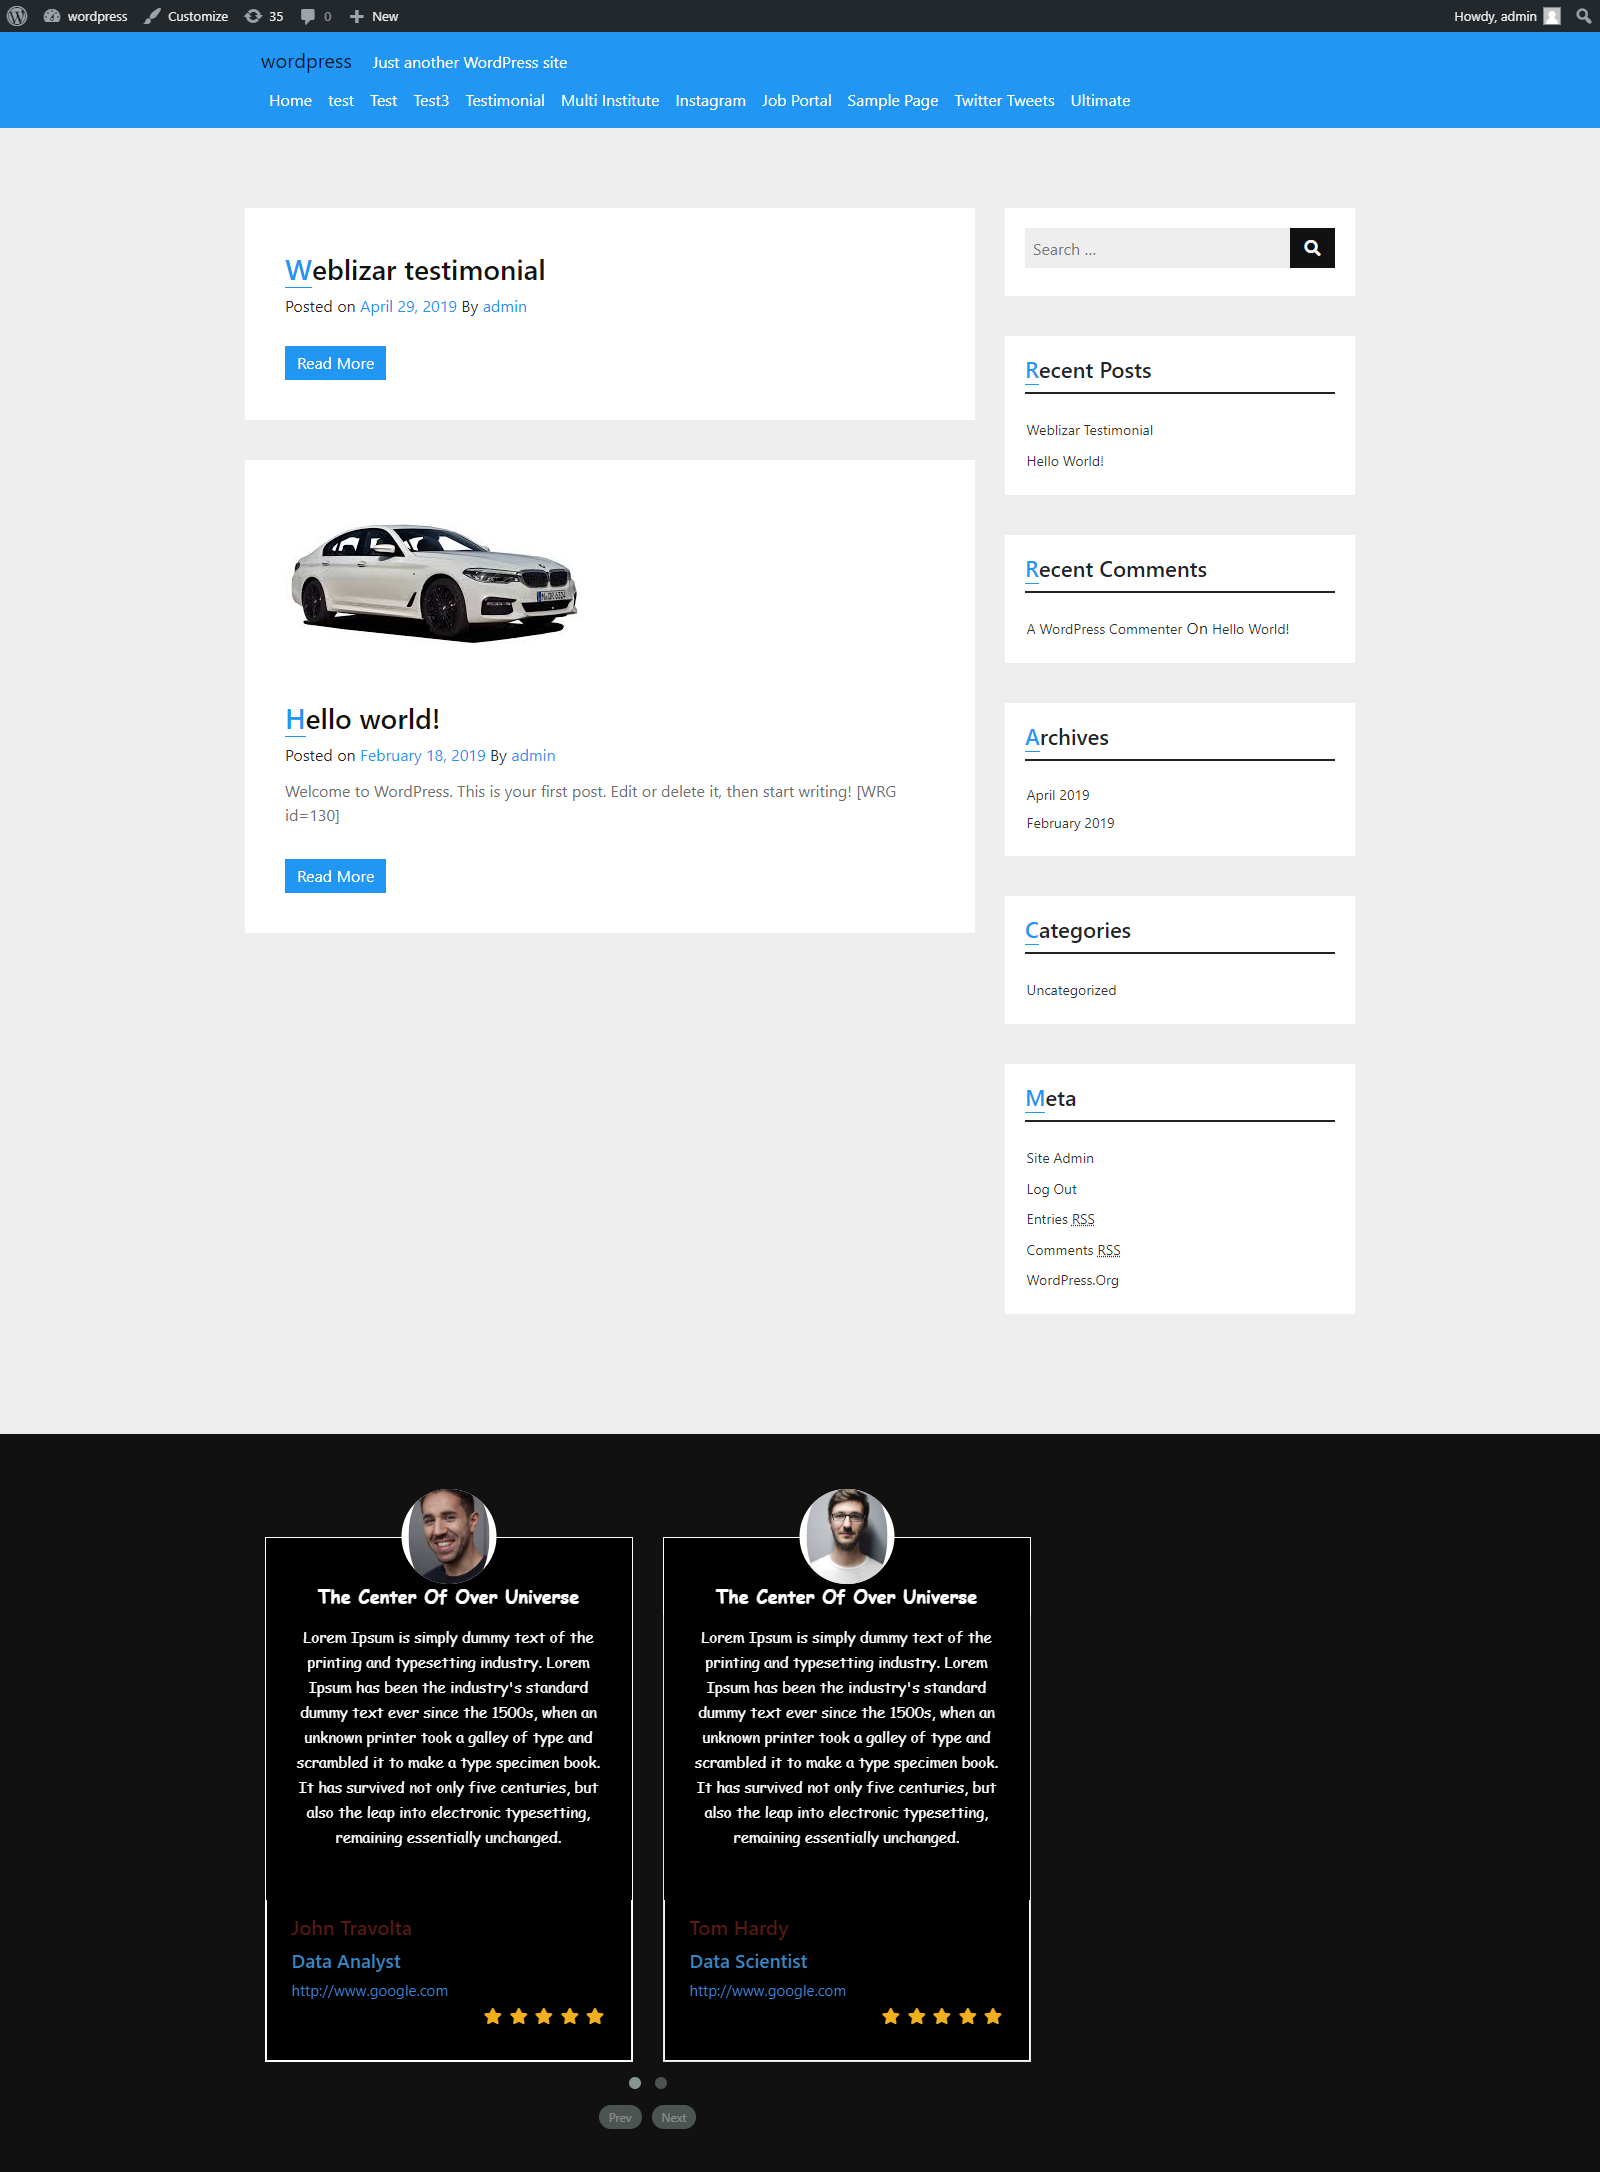 wordpress Customize 35 0 New Howdy, admin
wordpress Just another WordPress site
Home test Test Test3 Testimonial Multi Institute Instagram Job Portal Sample Page Twitter Tweets Ultimate
Weblizar testimonial
Posted on April 29, 2019 By admin
Read More
Hello world!
Posted on February 18, 2019 By admin
Welcome to WordPress. This is your first post. Edit or delete it, then start writing! [WRG
id=130]
Read More
Search ...
Recent Posts
Weblizar Testimonial
Hello World!
Recent Comments
A WordPress Commenter On Hello World!
Archives
April 2019
February 2019
Categories
Uncategorized
Meta
Site Admin
Log Out
Entries RSS
Comments RSS
WordPress.Org
The Center Of Over Universe
Lorem Ipsum is simply dummy text of the
printing and typesetting industry. Lorem
Ipsum has been the industry's standard
dummy text ever since the 1500s, when an
unknown printer took a galley of type and
scrambled it to make a type specimen book.
It has survived not only five centuries, but
also the leap into electronic typesetting,
remaining essentially unchanged.
John Travolta
Data Analyst
http://www.google.com
The Center Of Over Universe
Lorem Ipsum is simply dummy text of the
printing and typesetting industry. Lorem
Ipsum has been the industry's standard
dummy text ever since the 1500s, when an
unknown printer took a galley of type and
scrambled it to make a type specimen book.
It has survived not only five centuries, but
also the leap into electronic typesetting,
remaining essentially unchanged.
Tom Hardy
Data Scientist
http://www.google.com
Prev Next